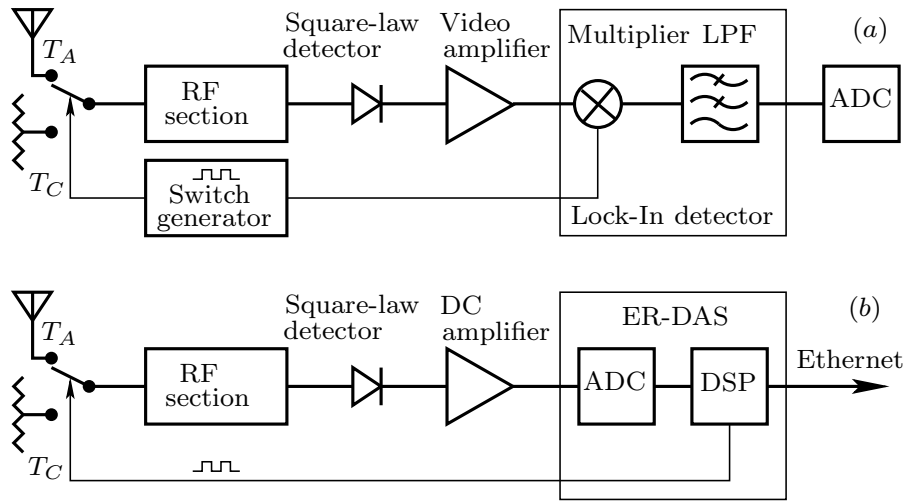 Square-law
detector
Video
amplifier
Multiplier LPF
(a)
T_A
RF
section
ADC
T_C
Switch
generator
Lock-In detector
Square-law
detector
DC
amplifier
ER-DAS
(b)
T_A
RF
section
ADC
DSP
Ethernet
T_C